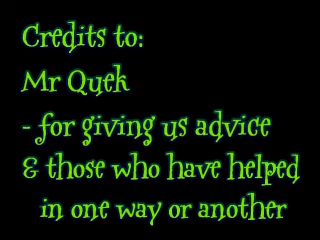 Credits to:
Mr Quek
- for giving us advice
& those who have helped
in one way or another